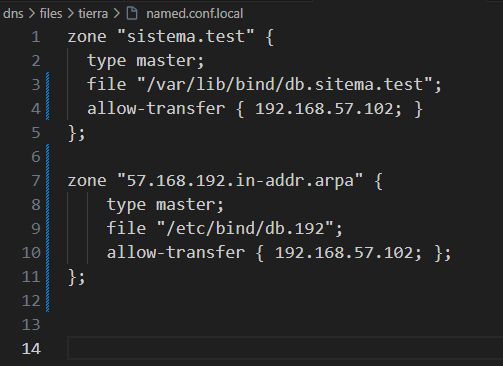 dns > files > tierra > named.conf.local
1 zone "sistema.test" {
2   type master;
3   file "/var/lib/bind/db.sitema.test";
4   allow-transfer { 192.168.57.102; }
5 };
6
7 zone "57.168.192.in-addr.arpa" {
8     type master;
9     file "/etc/bind/db.192";
10     allow-transfer { 192.168.57.102; };
11 };
12
13
14